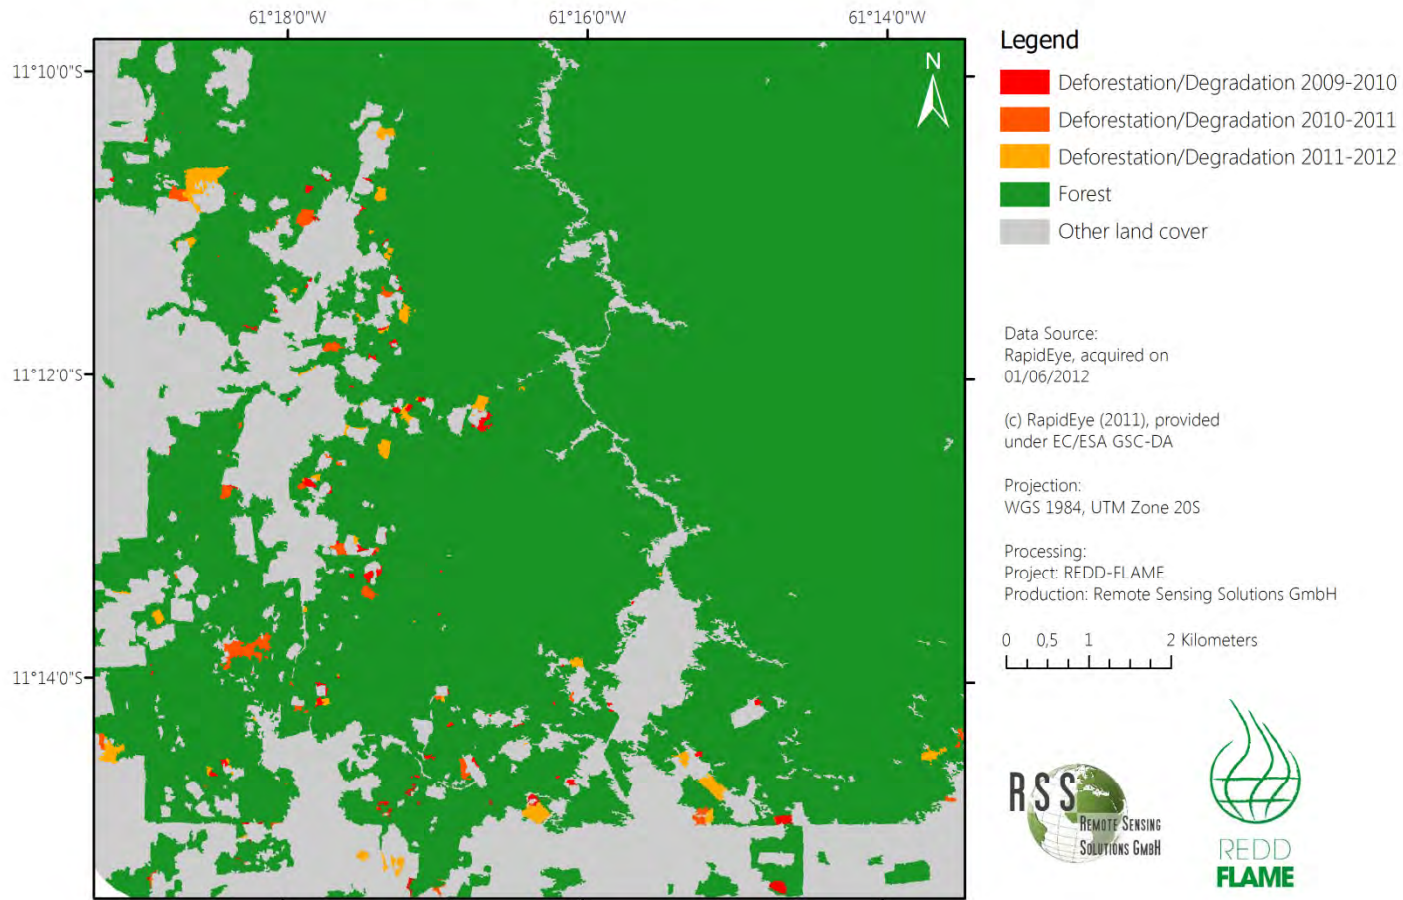 61°18'0"W
61°16'0"W
61°14'0"W
11°10'0"S
11°12'0"S
11°14'0"S
N
Legend
Deforestation/Degradation 2009-2010
Deforestation/Degradation 2010-2011
Deforestation/Degradation 2011-2012
Forest
Other land cover
Data Source:
RapidEye, acquired on
01/06/2012
(c) RapidEye (2011), provided
under EC/ESA GSC-DA
Projection:
WGS 1984, UTM Zone 20S
Processing:
Project: REDD-FLAME
Production: Remote Sensing Solutions GmbH
0 0,5 1 2 Kilometers
RSS
REMOTE SENSING
SOLUTIONS GMBH
REDD
FLAME